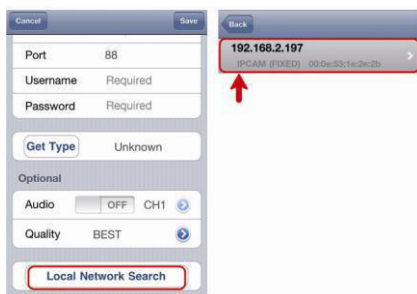 Cancel Save
Port 88
Username Required
Password Required
Get Type Unknown
Optional
Audio OFF CH1
Quality BEST
Local Network Search
Back
192.168.2.197
IPCAM (FIXED) 00:0e:53:1e:2e:2b